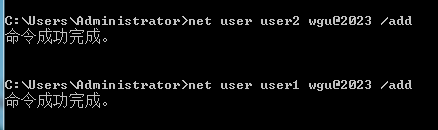 C:\Users\Administrator>net user user2 wgu@2023 /add
命令成功完成。
C:\Users\Administrator>net user user1 wgu@2023 /add
命令成功完成。